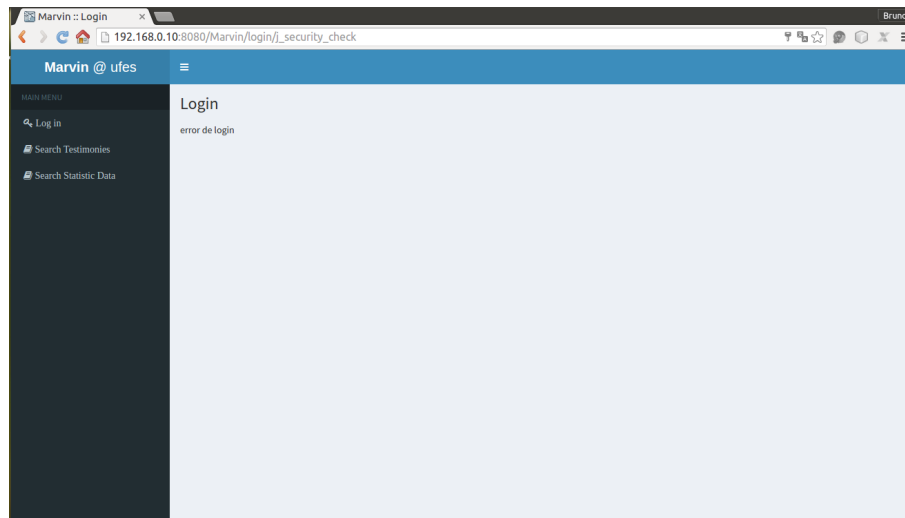 Marvin :: Login
Bruno
192.168.0.10:8080/Marvin/login/j_security_check
Marvin @ ufes
MAIN MENU
Log in
Search Testimonies
Search Statistic Data
Login
error de login